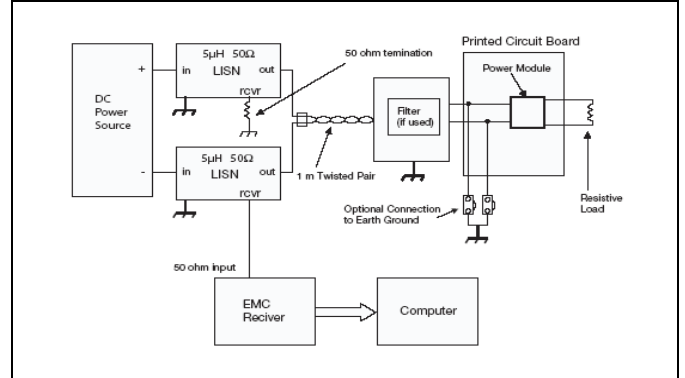 Printed Circuit Board
5µH 50Ω
LISN
in
out
rcvr
50 ohm temination
Power Module
+
DC
Power
Source
-
Filter
(if used)
5µH 50Ω
LISN
in
out
rcvr
1 m Twisted Pair
Optional Connection
to Earth Ground
Resistive
Load
50 ohm input
EMC
Reciver
Computer